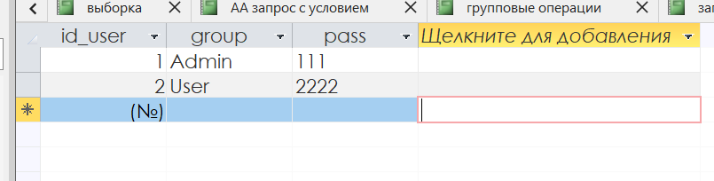 выборка АА запрос с условием групповые операции
id_user group pass Щелкните для добавления
1 Admin 111
2 User 2222
(№)